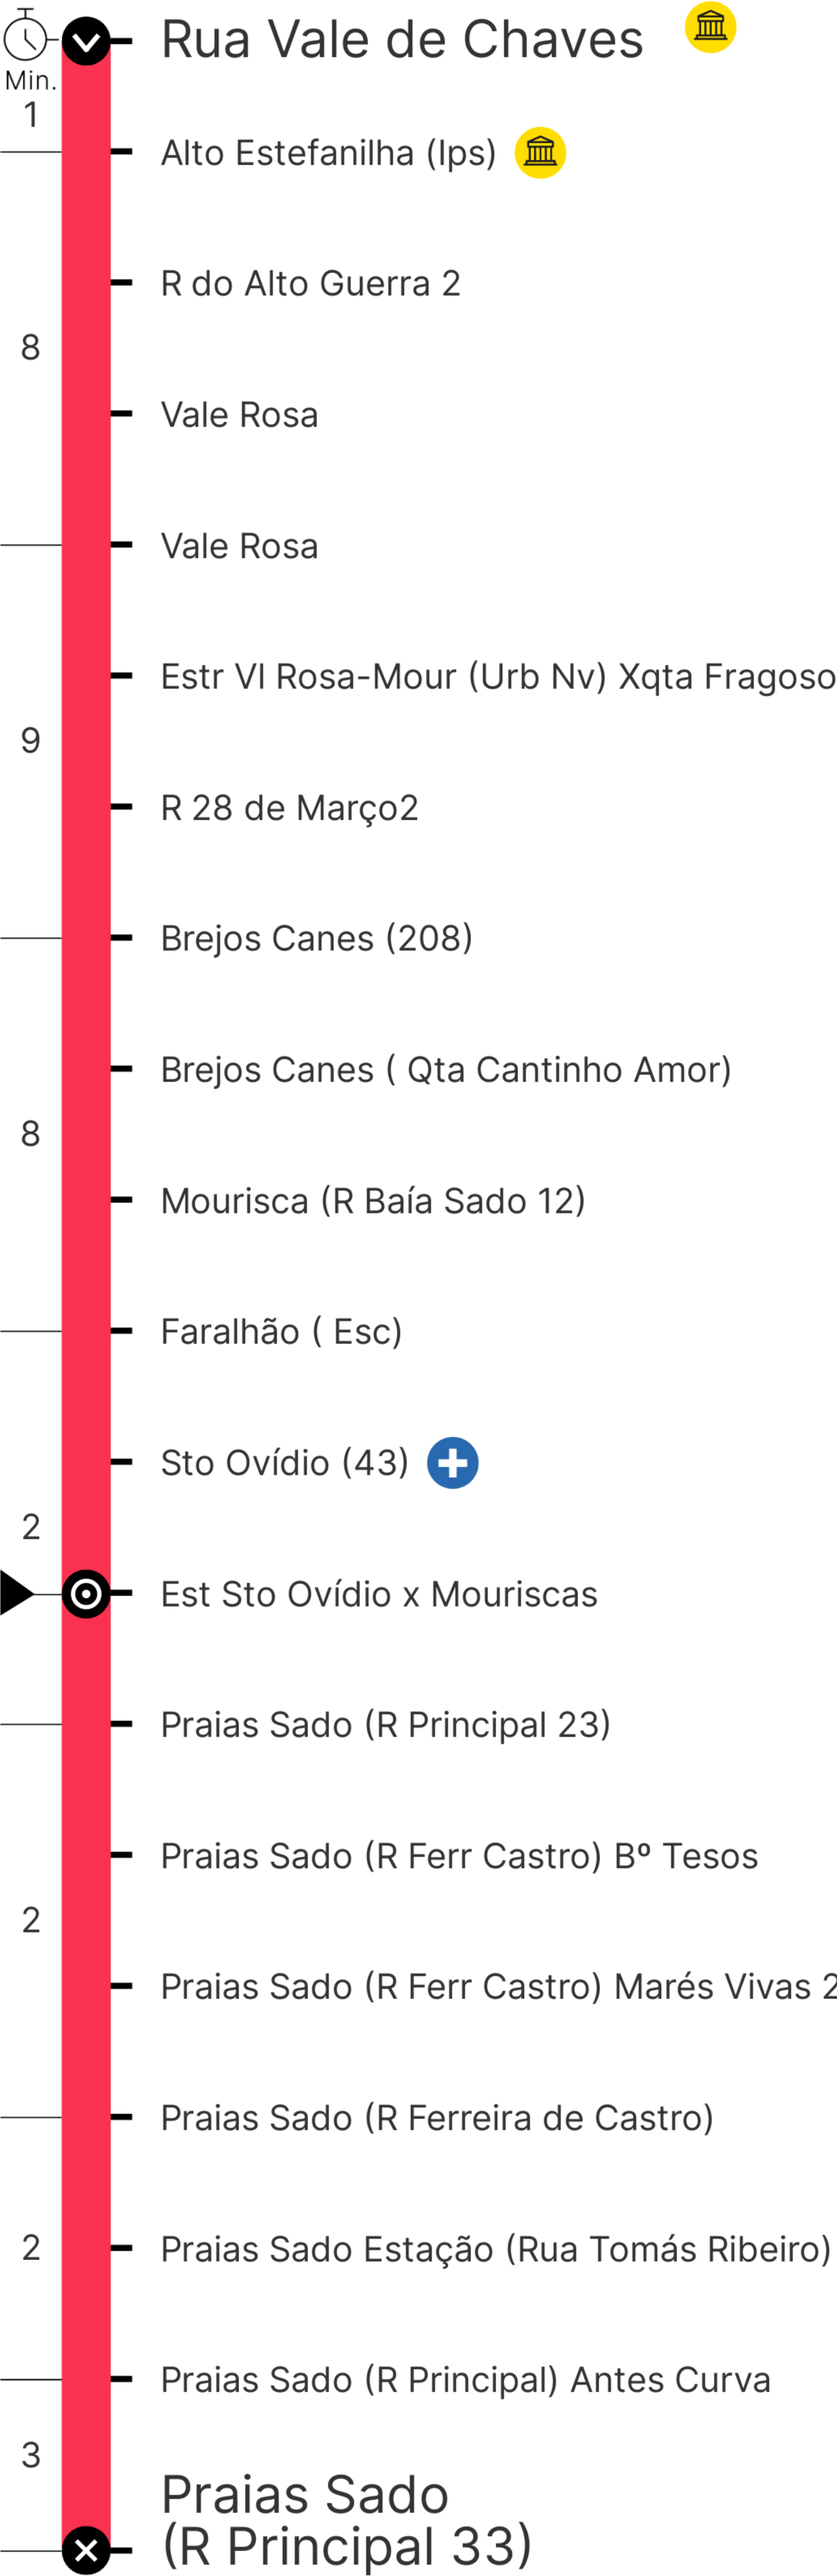 Rua Vale de Chaves
Min.
1
Alto Estefanilha (Ips)
R do Alto Guerra 2
8
Vale Rosa
Vale Rosa
Estr Vl Rosa-Mour (Urb Nv) Xqta Fragoso
9
R 28 de Março2
Brejos Canes (208)
Brejos Canes ( Qta Cantinho Amor)
8
Mourisca (R Baía Sado 12)
Faralhão ( Esc)
Sto Ovídio (43)
2
Est Sto Ovídio x Mouriscas
Praias Sado (R Principal 23)
Praias Sado (R Ferr Castro) Bº Tesos
2
Praias Sado (R Ferr Castro) Marés Vivas 2
Praias Sado (R Ferreira de Castro)
2
Praias Sado Estação (Rua Tomás Ribeiro)
Praias Sado (R Principal) Antes Curva
3
Praias Sado
(R Principal 33)